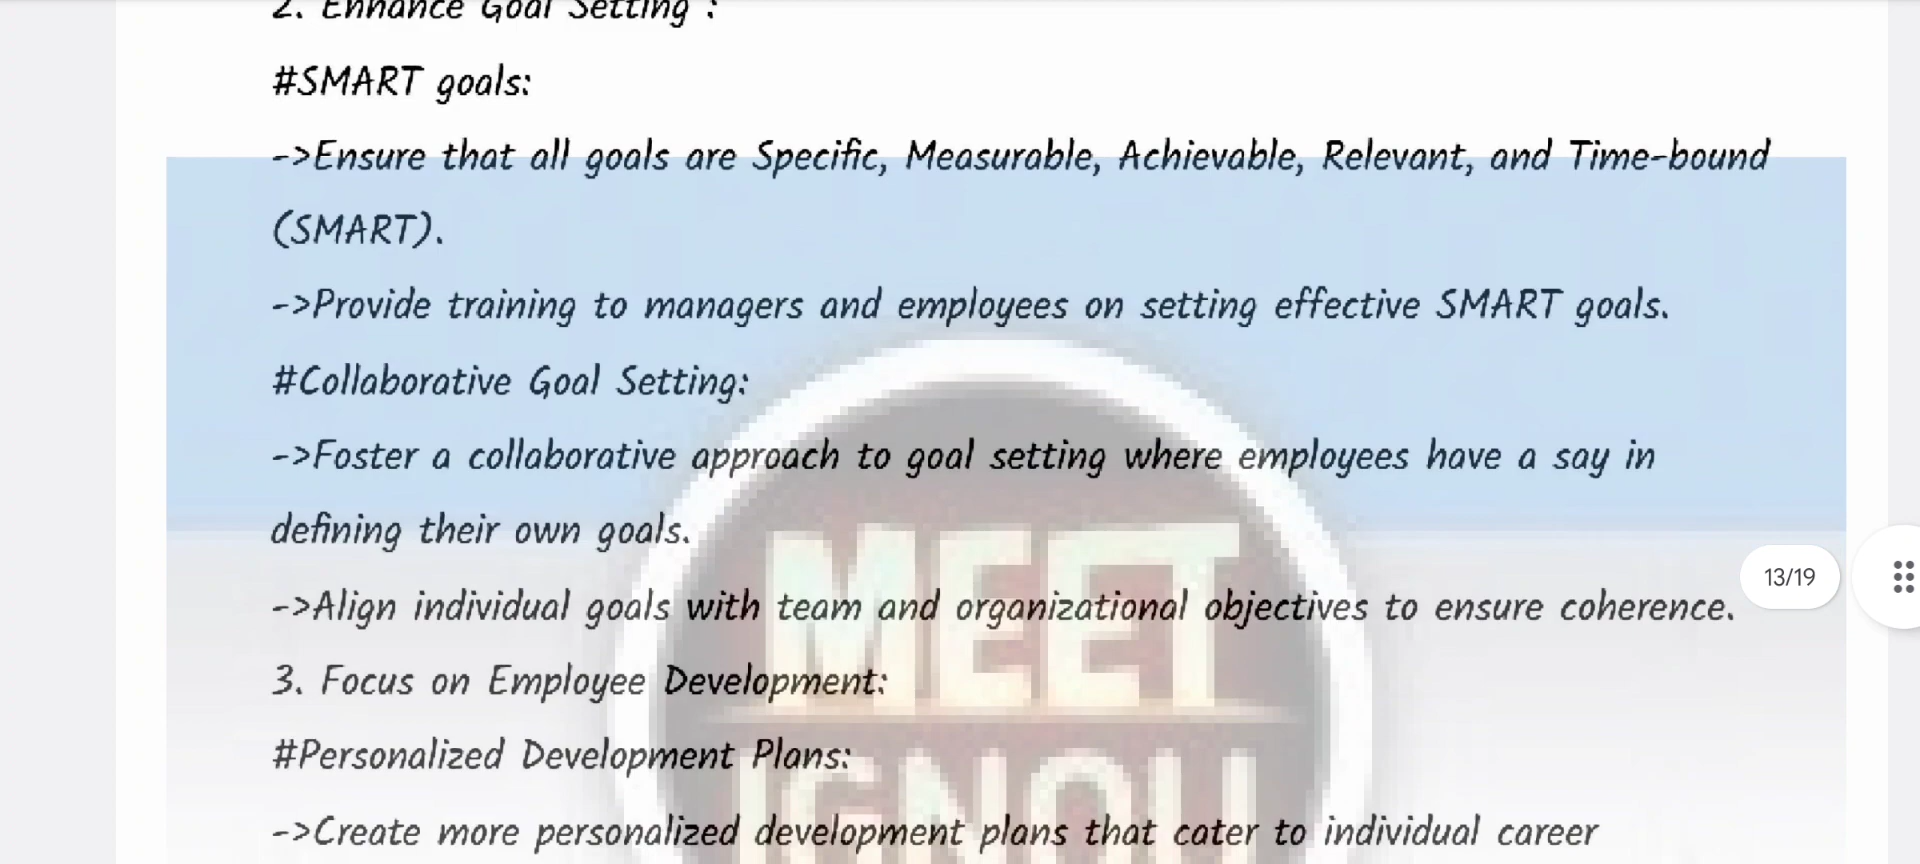 2. Enhance Goal Setting :
#SMART goals:
->Ensure that all goals are Specific, Measurable, Achievable, Relevant, and Time-bound
(SMART).
->Provide training to managers and employees on setting effective SMART goals.
#Collaborative Goal Setting:
->Foster a collaborative approach to goal setting where employees have a say in
defining their own goals.
->Align individual goals with team and organizational objectives to ensure coherence.
3. Focus on Employee Development:
#Personalized Development Plans:
->Create more personalized development plans that cater to individual career
MEET
IGNOU
13/19